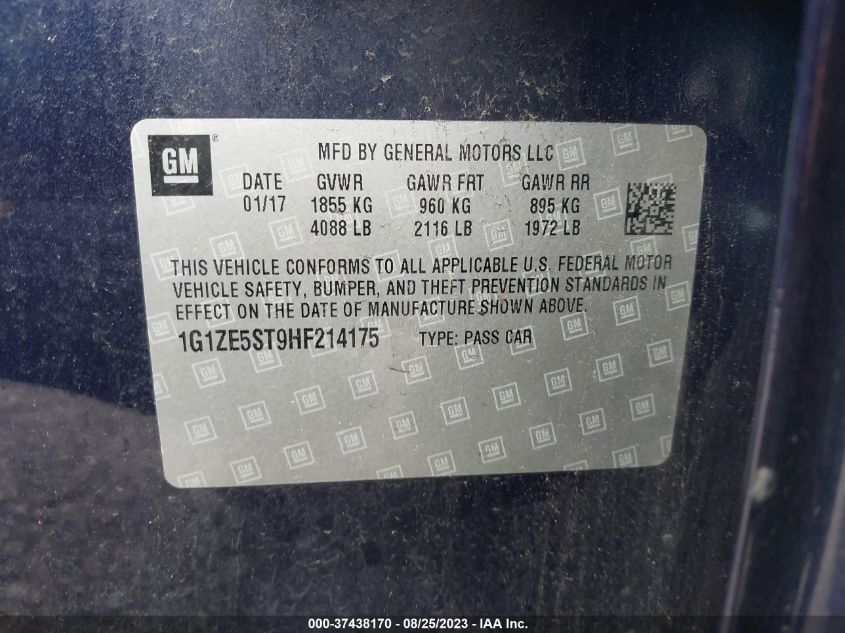 GM
MFD BY GENERAL MOTORS LLC
DATE GVWR GAWR FRT GAWR RR
01/17 1855 KG 960 KG 895 KG
4088 LB 2116 LB 1972 LB
THIS VEHICLE CONFORMS TO ALL APPLICABLE U.S. FEDERAL MOTOR
VEHICLE SAFETY, BUMPER, AND THEFT PREVENTION STANDARDS IN
EFFECT ON THE DATE OF MANUFACTURE SHOWN ABOVE.
1G1ZE5ST9HF214175 TYPE: PASS CAR
000-37438170 - 08/25/2023 - IAA Inc.